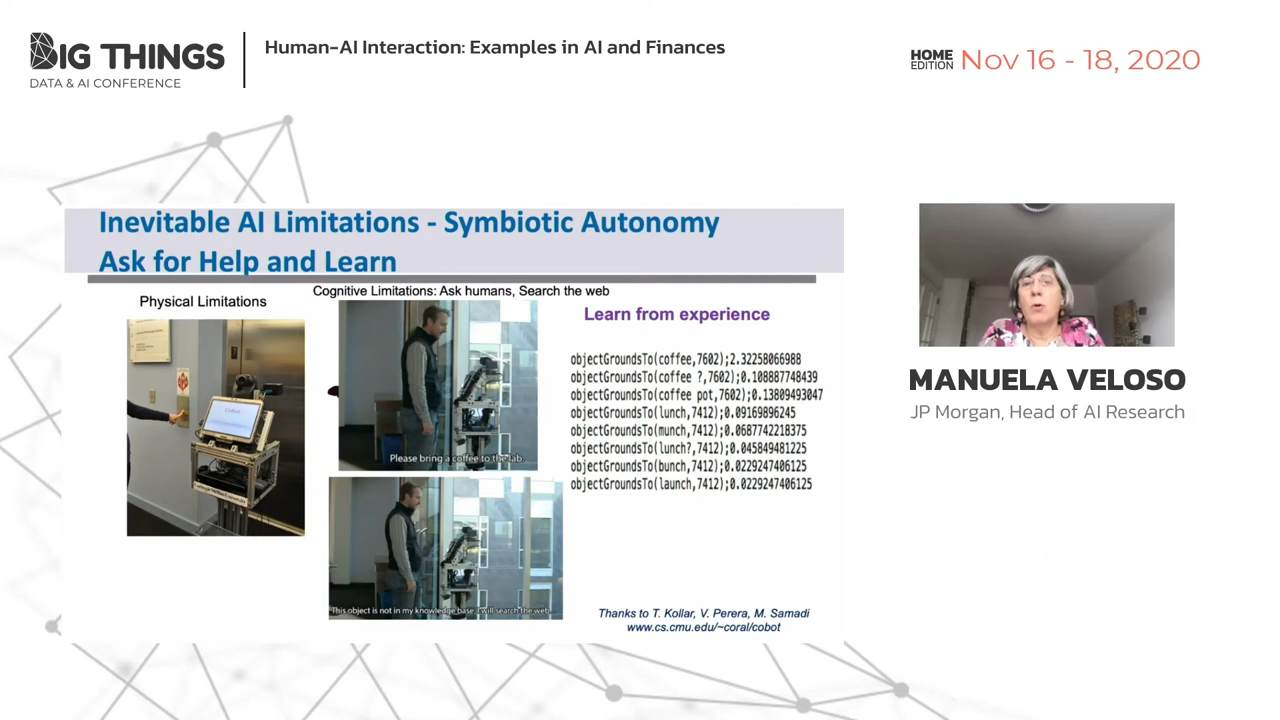 BIG THINGS
DATA & AI CONFERENCE
Human-AI Interaction: Examples in AI and Finances
HOME
EDITION
Nov 16 - 18, 2020
Inevitable AI Limitations - Symbiotic Autonomy
Ask for Help and Learn
Physical Limitations
Cognitive Limitations: Ask humans, Search the web
Learn from experience
objectGroundsTo(coffee,7602);2.32258066988
objectGroundsTo(coffee ?,7602);0.108887748439
objectGroundsTo(coffee pot,7602);0.13809493047
objectGroundsTo(lunch,7412);0.09169896245
objectGroundsTo(munch,7412);0.0687742218375
objectGroundsTo(lunch?,7412);0.045849481225
objectGroundsTo(bunch,7412);0.0229247406125
objectGroundsTo(launch,7412);0.0229247406125
Cobot
Please bring a coffee to the lab.
This object is not in my knowledge base. I will search the web.
Thanks to T. Kollar, V. Perera, M. Samadi
www.cs.cmu.edu/~coral/cobot
MANUELA VELOSO
JP Morgan, Head of AI Research